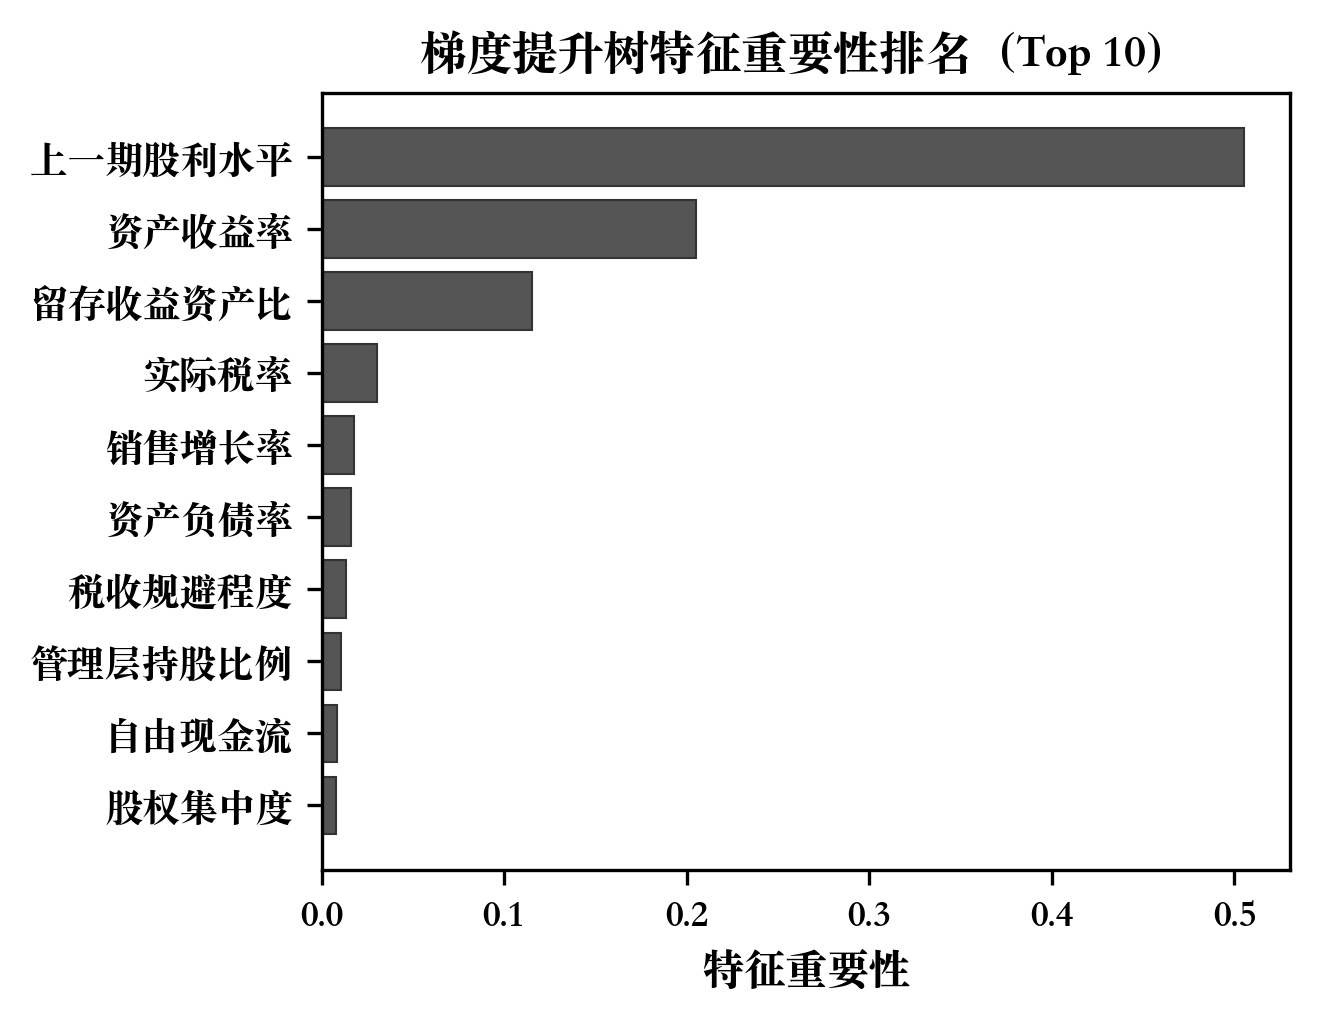 梯度提升树特征重要性排名（Top 10）
上一期股利水平
资产收益率
留存收益资产比
实际税率
销售增长率
资产负债率
税收规避程度
管理层持股比例
自由现金流
股权集中度
0.0 0.1 0.2 0.3 0.4 0.5
特征重要性